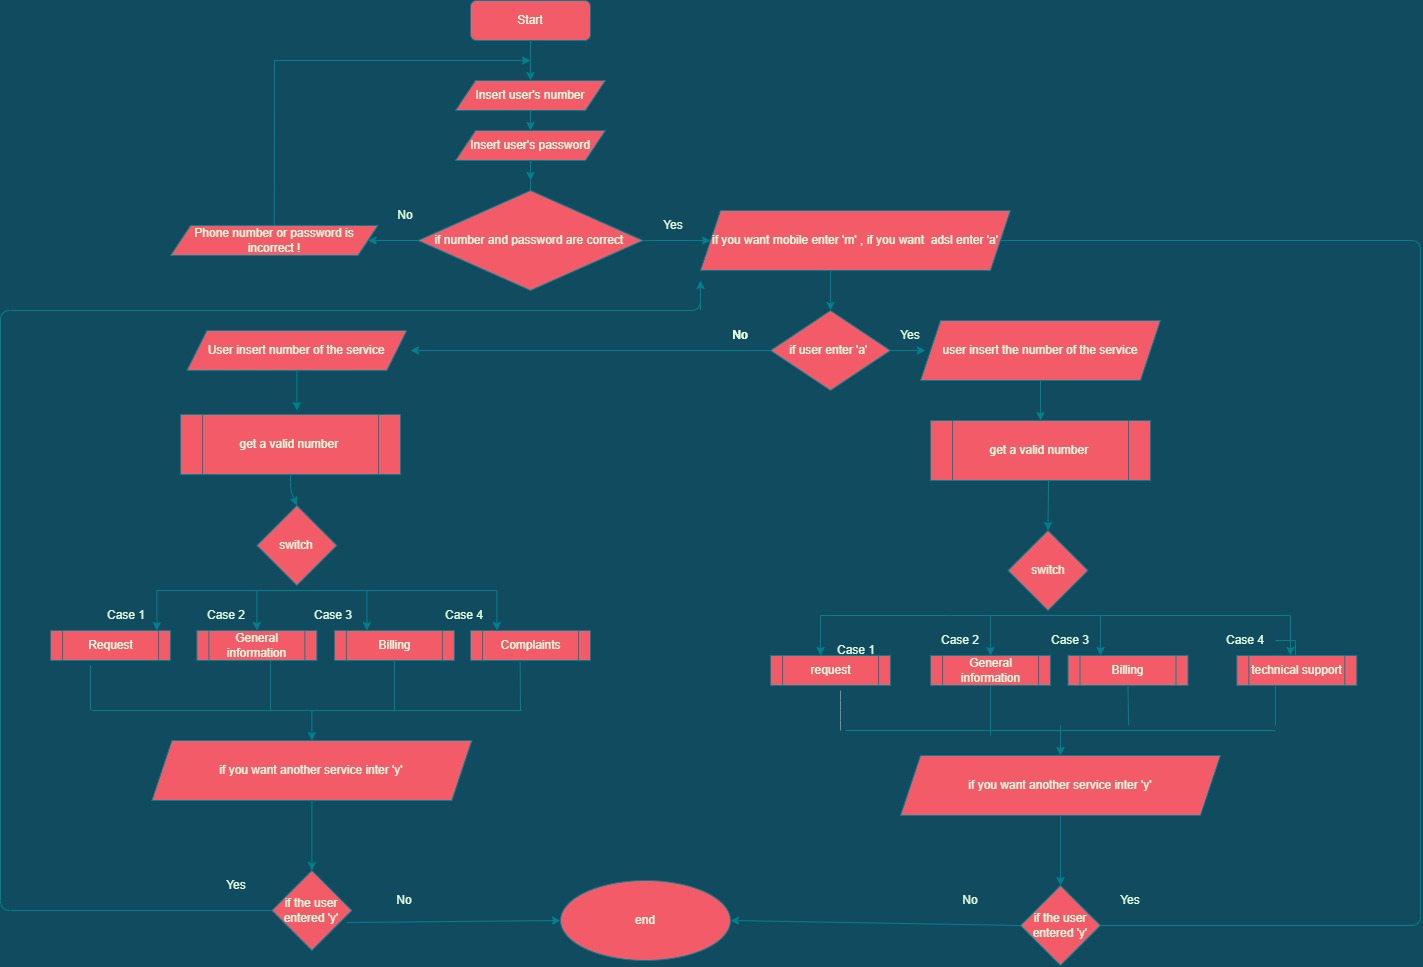 Start
Insert user's number
Insert user's password
No
Yes
Phone number or password is
incorrect !
if number and password are correct
if you want mobile enter 'm' , if you want  adsl enter 'a'
User insert number of the service
No
if user enter 'a'
Yes
user insert the number of the service
get a valid number
get a valid number
switch
switch
Case 1
Case 2
Case 3
Case 4
Request
General
information
Billing
Complaints
Case 1
Case 2
Case 3
Case 4
request
General
information
Billing
technical support
if you want another service inter 'y'
if you want another service inter 'y'
Yes
if the user
entered 'y'
No
end
No
if the user
entered 'y'
Yes